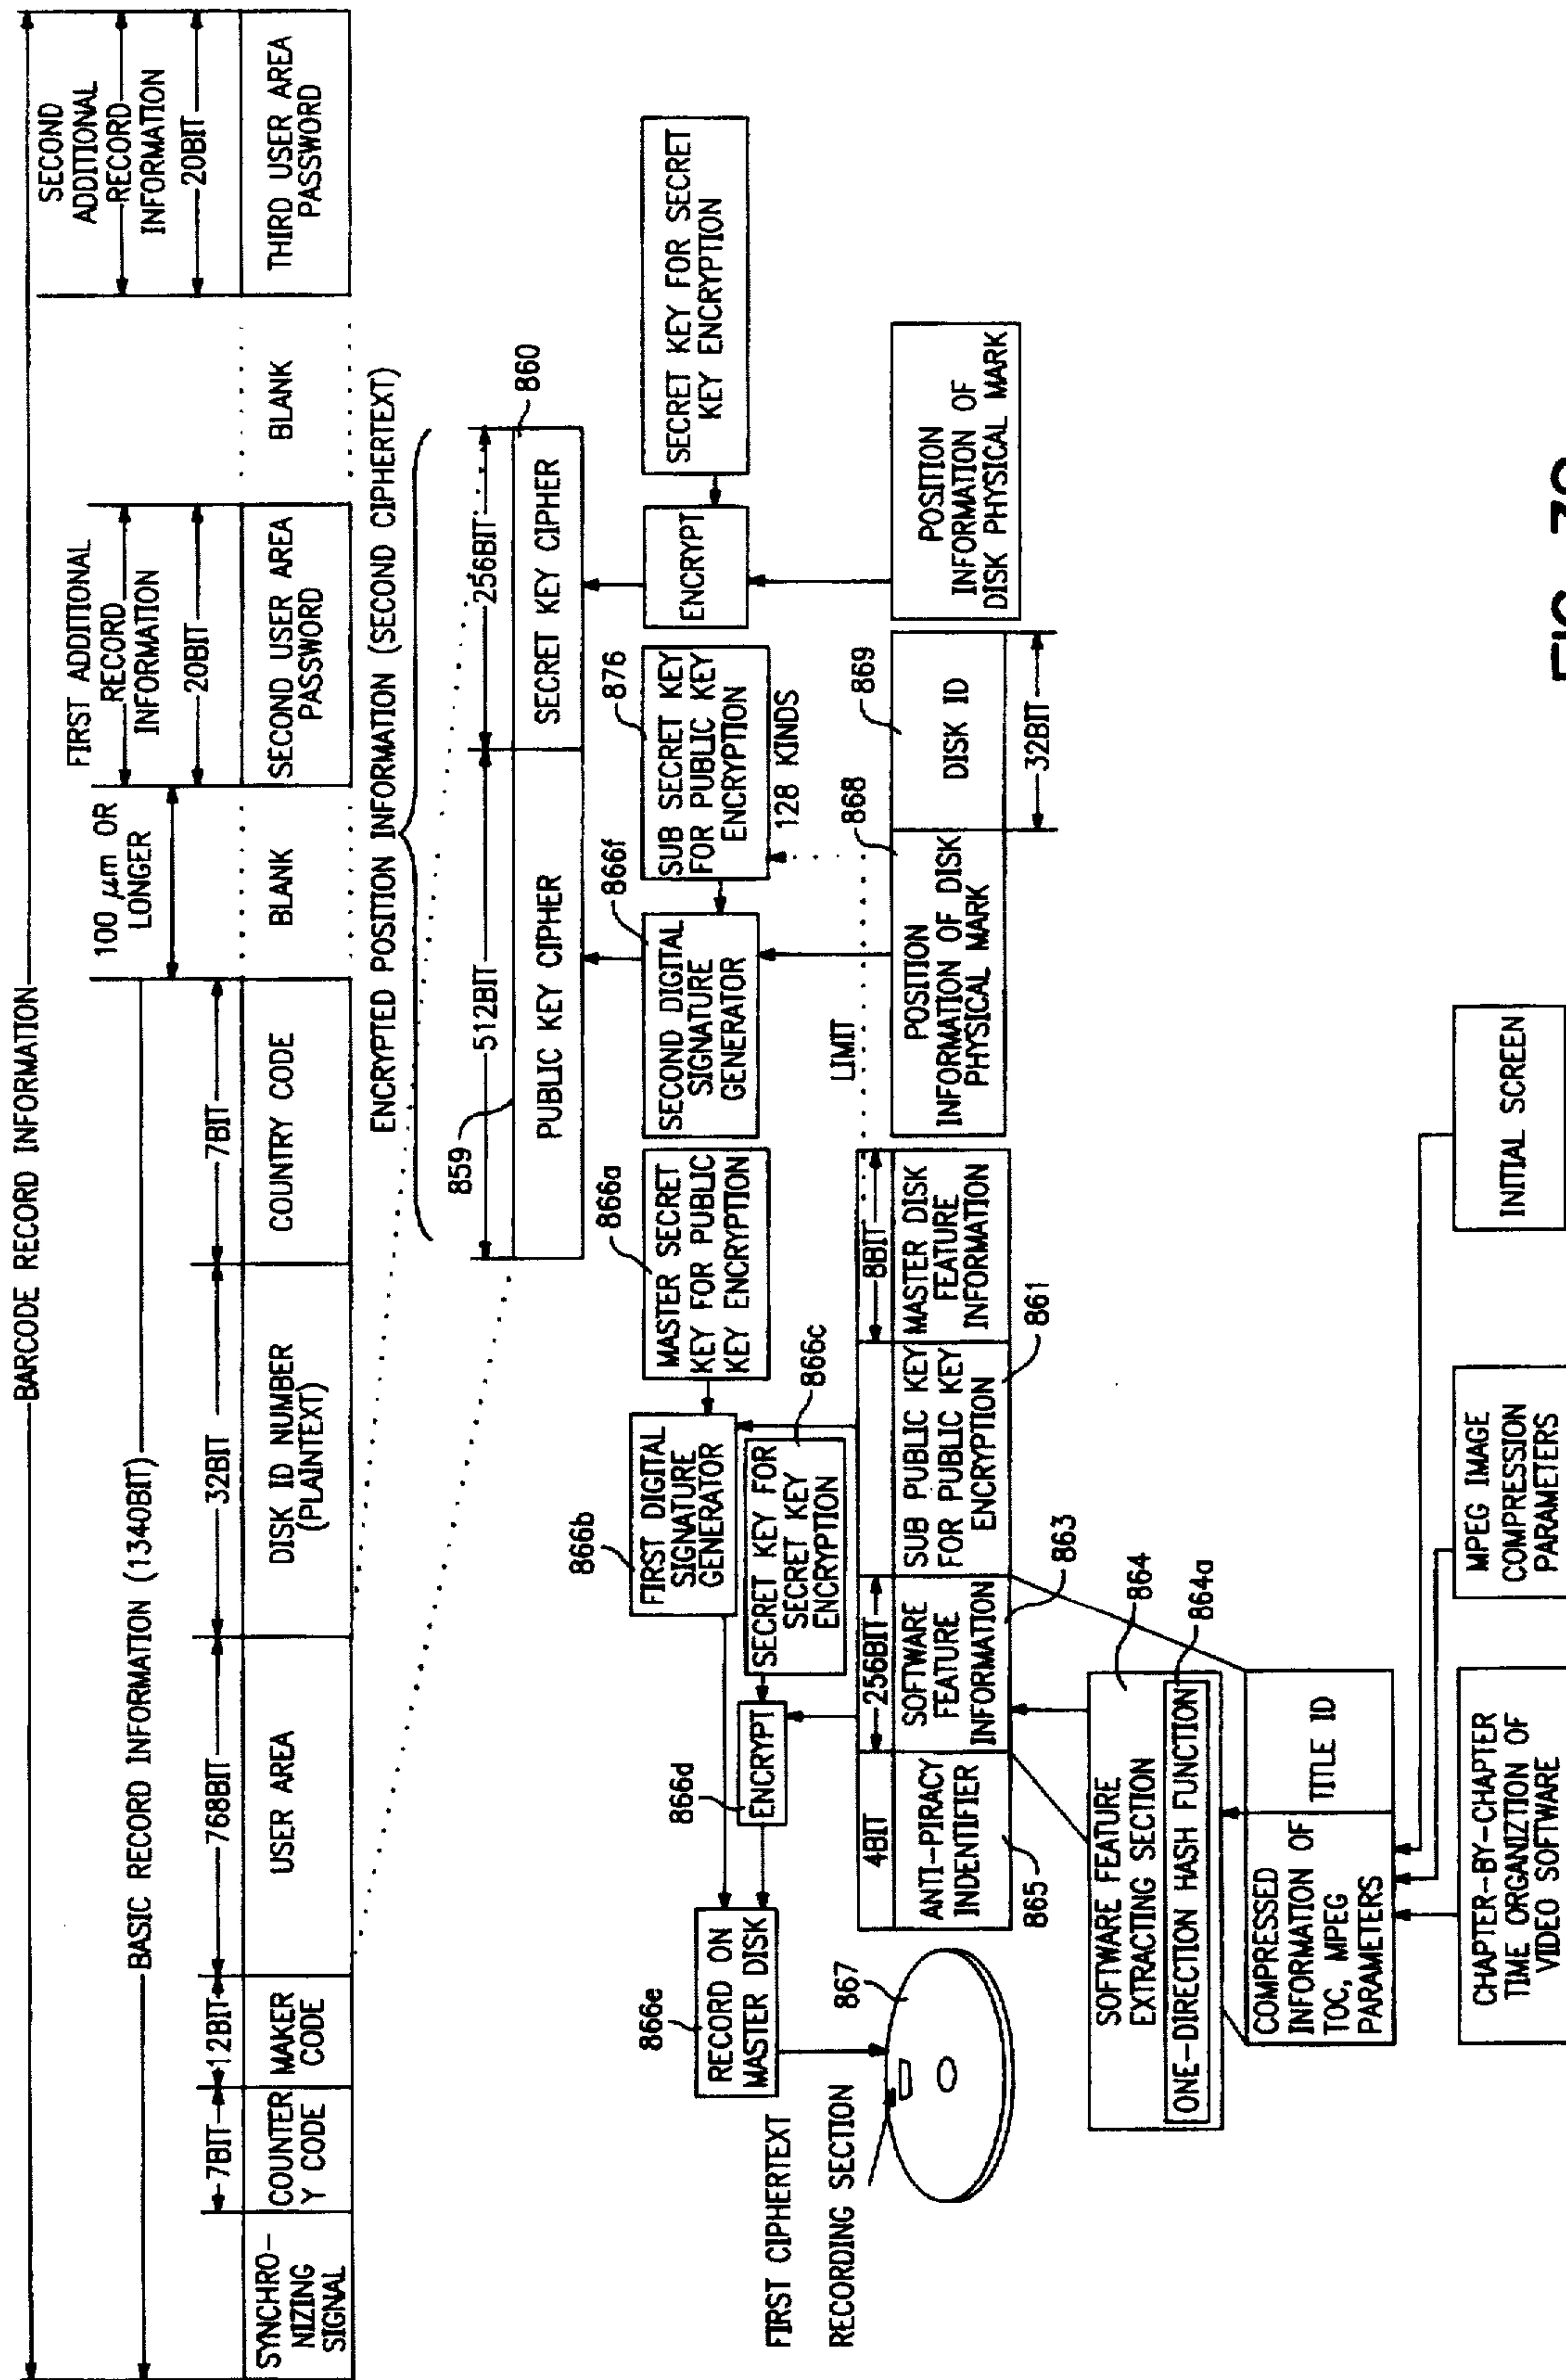 BARCODE RECORD INFORMATION
BASIC RECORD INFORMATION (1340BIT)
7BIT
12BIT
768BIT
32BIT
7BIT
100 μm OR
LONGER
FIRST ADDITIONAL
RECORD
INFORMATION
20BIT
SECOND
ADDITIONAL
RECORD
INFORMATION
20BIT
SYNCHRO-
NIZING
SIGNAL
COUNTER
Y CODE
MAKER
CODE
USER AREA
DISK ID NUMBER
(PLAINTEXT)
COUNTRY CODE
BLANK
SECOND USER AREA
PASSWORD
BLANK
THIRD USER AREA
PASSWORD
ENCRYPTED POSITION INFORMATION (SECOND CIPHERTEXT)
859
512BIT
256BIT
860
PUBLIC KEY CIPHER
SECRET KEY CIPHER
866e
RECORD ON
MASTER DISK
866d
ENCRYPT
866b
FIRST DIGITAL
SIGNATURE
GENERATOR
SECRET KEY FOR
SECRET KEY
ENCRYPTION
866c
866a
MASTER SECRET
KEY FOR PUBLIC
KEY ENCRYPTION
866f
SECOND DIGITAL
SIGNATURE
GENERATOR
876
SUB SECRET KEY
FOR PUBLIC KEY
ENCRYPTION
128 KINDS
ENCRYPT
SECRET KEY FOR SECRET
KEY ENCRYPTION
FIRST CIPHERTEXT
RECORDING SECTION
867
4BIT
256BIT
8BIT
LIMIT
ANTI-PIRACY
INDENTIFIER
865
SOFTWARE
FEATURE
INFORMATION
863
SUB PUBLIC KEY
FOR PUBLIC KEY
ENCRYPTION
861
MASTER DISK
FEATURE
INFORMATION
868
POSITION
INFORMATION OF DISK
PHYSICAL MARK
869
DISK ID
32BIT
POSITION
INFORMATION OF
DISK PHYSICAL MARK
SOFTWARE FEATURE
EXTRACTING SECTION
864
ONE-DIRECTION HASH FUNCTION
864a
COMPRESSED
INFORMATION OF
TOC, MPEG
PARAMETERS
TITLE ID
CHAPTER-BY-CHAPTER
TIME ORGANIZTION OF
VIDEO SOFTWARE
MPEG IMAGE
COMPRESSION
PARAMETERS
INITIAL SCREEN